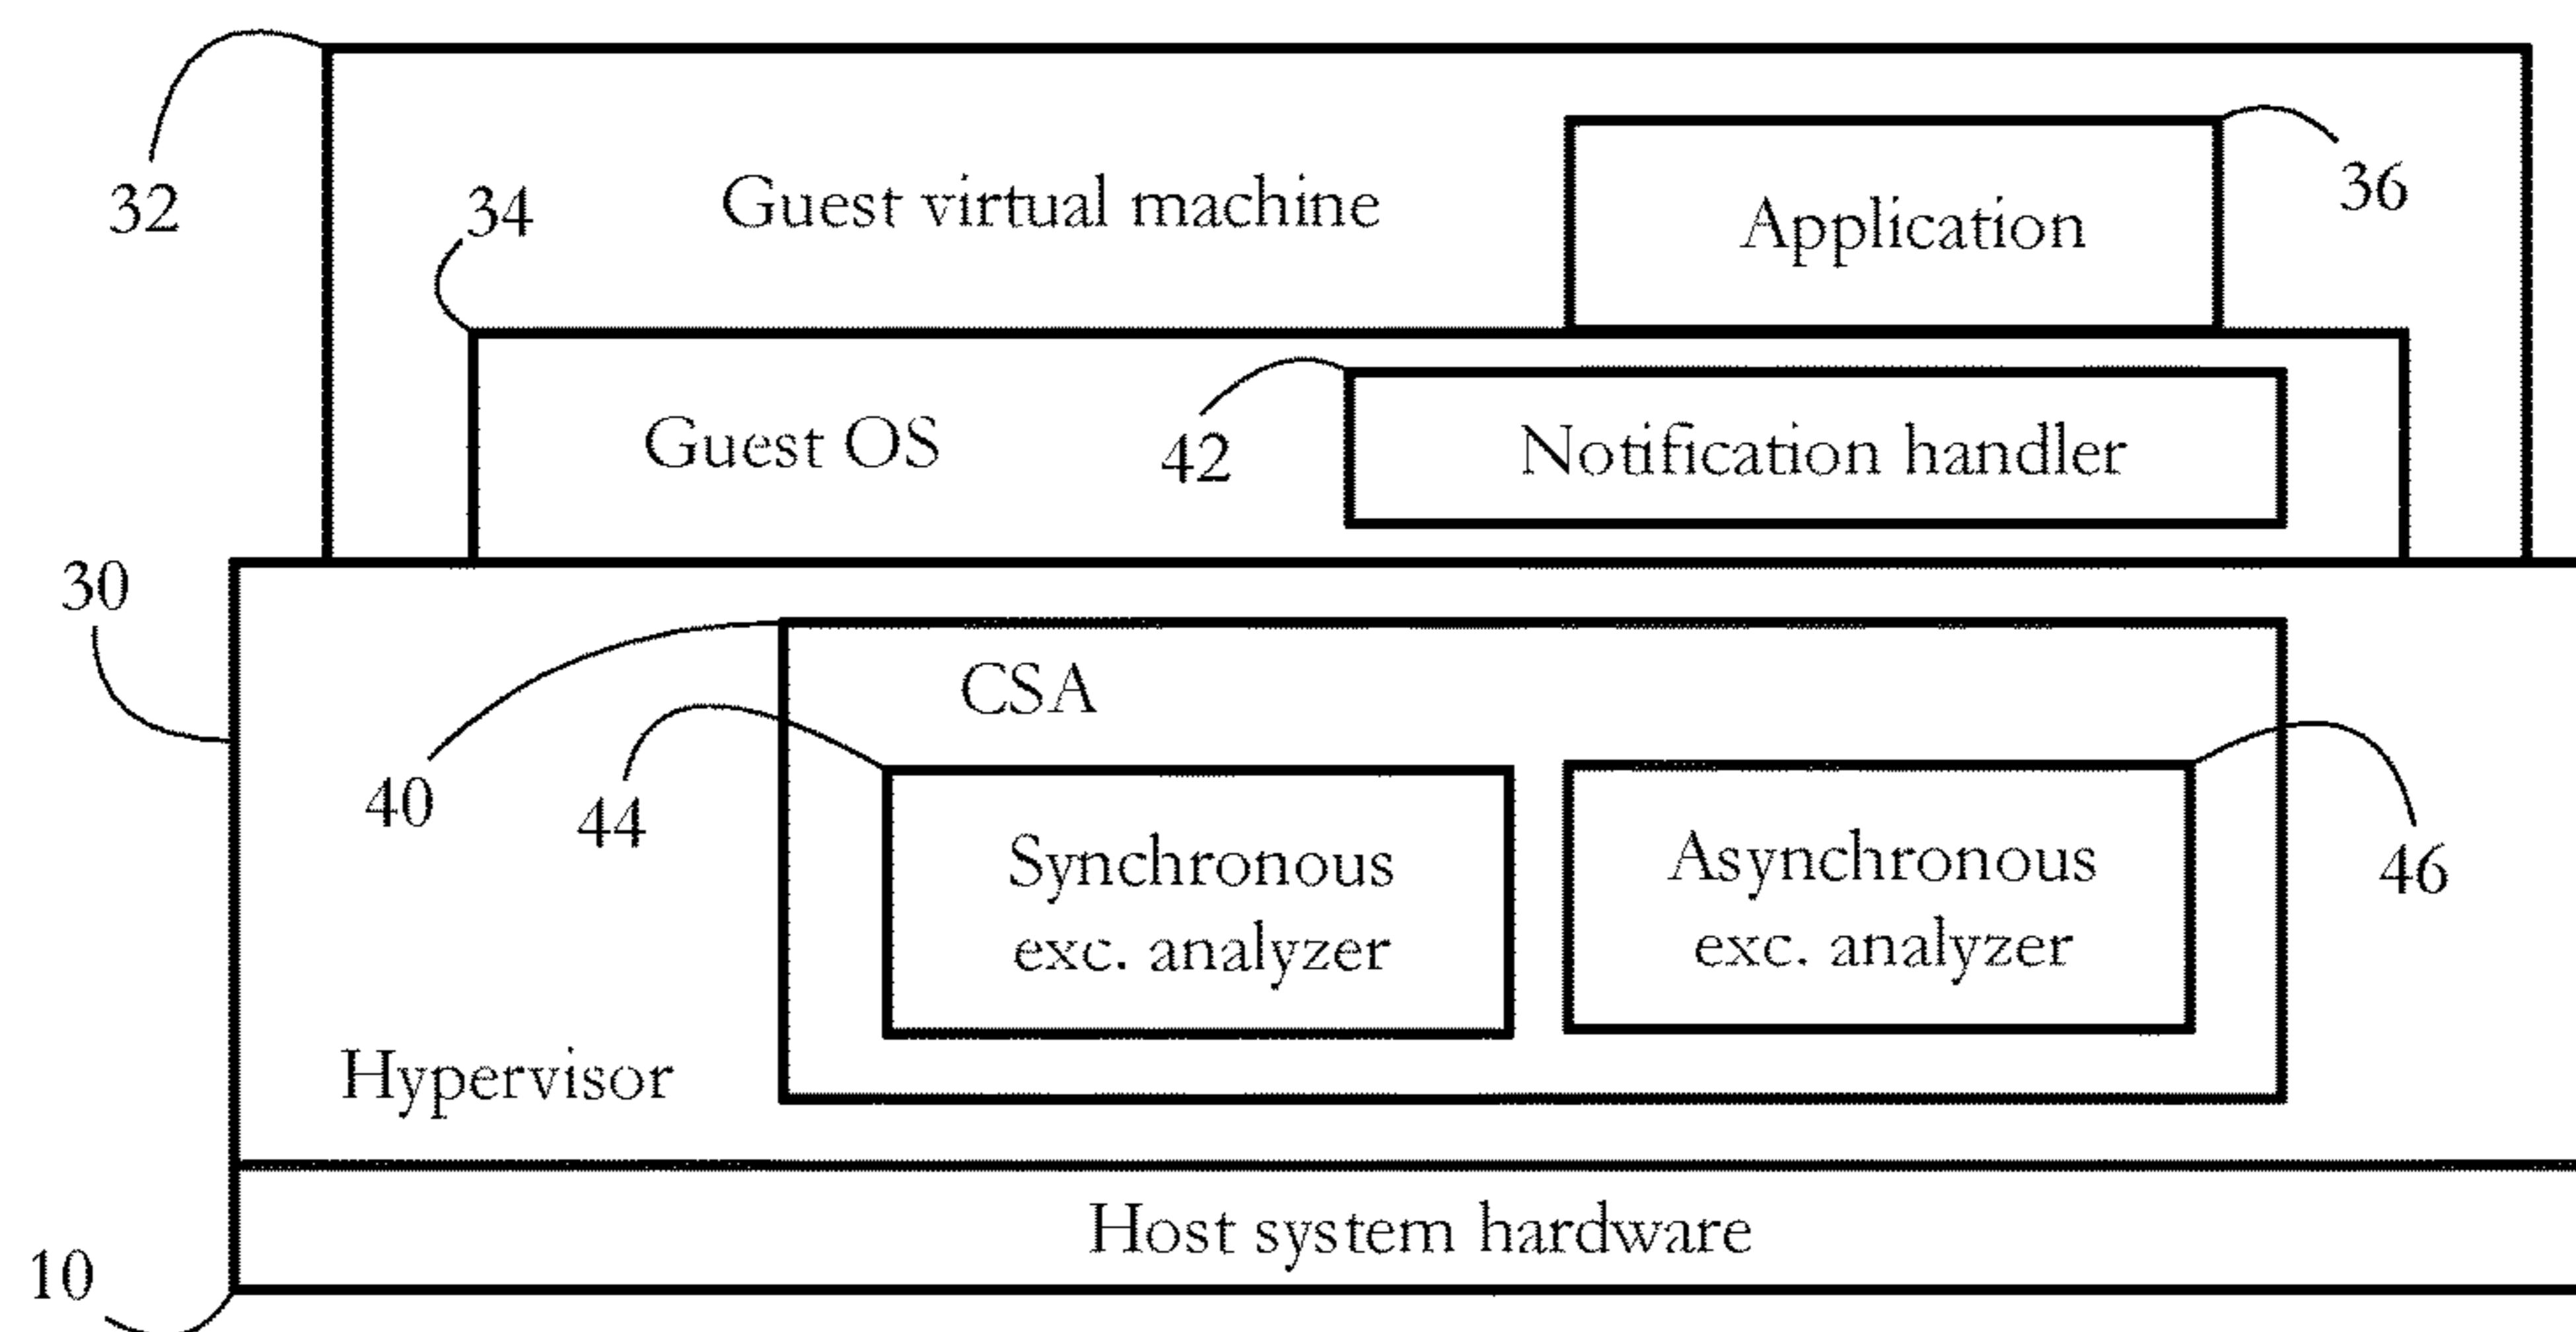 32
34
Guest virtual machine
Application
36
Guest OS
42
Notification handler
30
CSA
40
44
Synchronous
exc. analyzer
Asynchronous
exc. analyzer
46
Hypervisor
Host system hardware
10